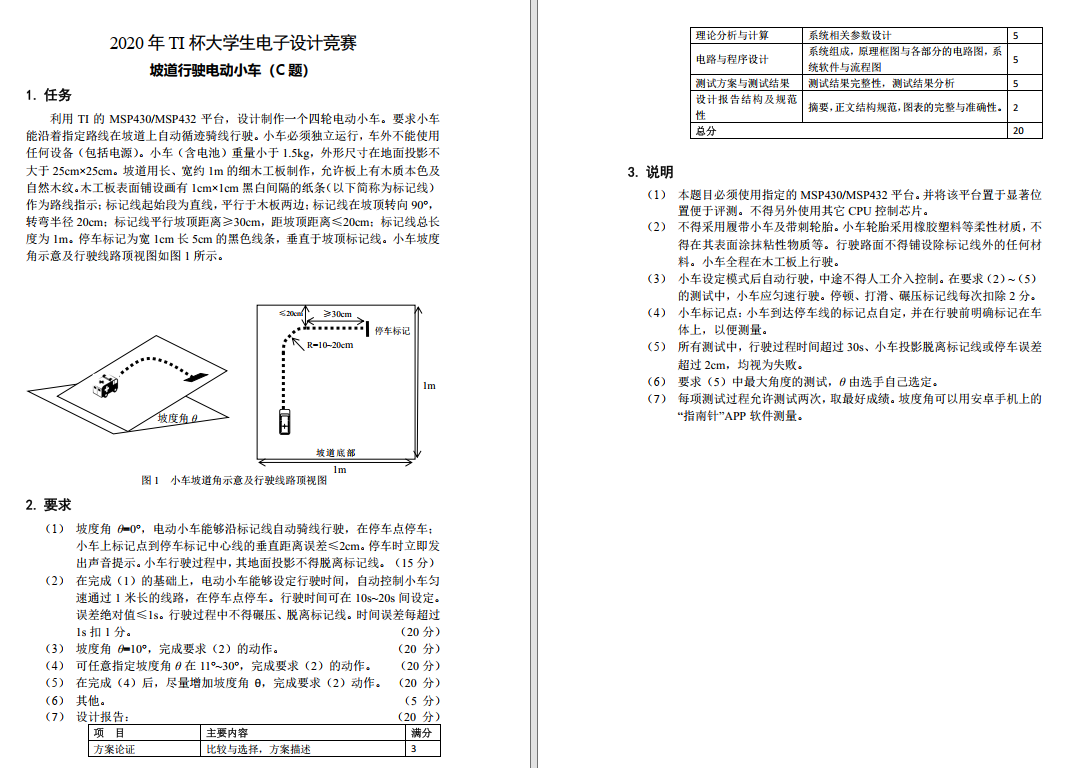 2020 年 TI 杯大学生电子设计竞赛
坡道行驶电动小车（C 题）
1. 任务
利用 TI 的 MSP430/MSP432 平台，设计制作一个四轮电动小车。要求小车
能沿着指定路线在坡道上自动循迹骑线行驶。小车必须独立运行，车外不能使用
任何设备（包括电源）。小车（含电池）重量小于 1.5kg，外形尺寸在地面投影不
大于 25cm×25cm。坡道用长、宽约 1m 的细木工板制作，允许板上有木质本色及
自然木纹。木工板表面铺设画有 1cm×1cm 黑白间隔的纸条（以下简称为标记线）
作为路线指示；标记线起始段为直线，平行于木板两边；标记线在坡顶转向 90°，
转弯半径 20cm；标记线平行坡顶距离≥30cm，距坡顶距离≤20cm；标记线总长
度为 1m。停车标记为宽 1cm 长 5cm 的黑色线条，垂直于坡顶标记线。小车坡度
角示意及行驶线路顶视图如图 1 所示。
≤20cm
≥30cm
停车标记
R=10~20cm
1m
坡度角 θ
坡道底部
1m
图 1 小车坡道角示意及行驶线路顶视图
2. 要求
（1） 坡度角 θ=0°，电动小车能够沿标记线自动骑线行驶，在停车点停车；
小车上标记点到停车标记中心线的垂直距离误差≤2cm。停车时立即发
出声音提示。小车行驶过程中，其地面投影不得脱离标记线。（15 分）
（2） 在完成（1）的基础上，电动小车能够设定行驶时间，自动控制小车匀
速通过 1 米长的线路，在停车点停车。行驶时间可在 10s~20s 间设定。
误差绝对值≤1s。行驶过程中不得碾压、脱离标记线。时间误差每超过
1s 扣 1 分。 （20 分）
（3） 坡度角 θ=10°，完成要求（2）的动作。 （20 分）
（4） 可任意指定坡度角 θ 在 11°~30°，完成要求（2）的动作。 （20 分）
（5） 在完成（4）后，尽量增加坡度角 θ，完成要求（2）动作。 （20 分）
（6） 其他。 （5 分）
（7） 设计报告： （20 分）
项 目 主要内容 满分
方案论证 比较与选择，方案描述 3
理论分析与计算 系统相关参数设计 5
电路与程序设计 系统组成，原理框图与各部分的电路图，系
统软件与流程图 5
测试方案与测试结果 测试结果完整性，测试结果分析 5
设计报告结构及规范
性 摘要，正文结构规范，图表的完整与准确性。 2
总分 20
3. 说明
（1） 本题目必须使用指定的 MSP430/MSP432 平台。并将该平台置于显著位
置便于评测。不得另外使用其它 CPU 控制芯片。
（2） 不得采用履带小车及带刺轮胎。小车轮胎采用橡胶塑料等柔性材质，不
得在其表面涂抹粘性物质等。行驶路面不得铺设除标记线外的任何材
料。小车全程在木工板上行驶。
（3） 小车设定模式后自动行驶，中途不得人工介入控制。在要求（2）~（5）
的测试中，小车应匀速行驶。停顿、打滑、碾压标记线每次扣除 2 分。
（4） 小车标记点：小车到达停车线的标记点自定，并在行驶前明确标记在车
体上，以便测量。
（5） 所有测试中，行驶过程时间超过 30s、小车投影脱离标记线或停车误差
超过 2cm，均视为失败。
（6） 要求（5）中最大角度的测试，θ 由选手自己选定。
（7） 每项测试过程允许测试两次，取最好成绩。坡度角可以用安卓手机上的
“指南针”APP 软件测量。